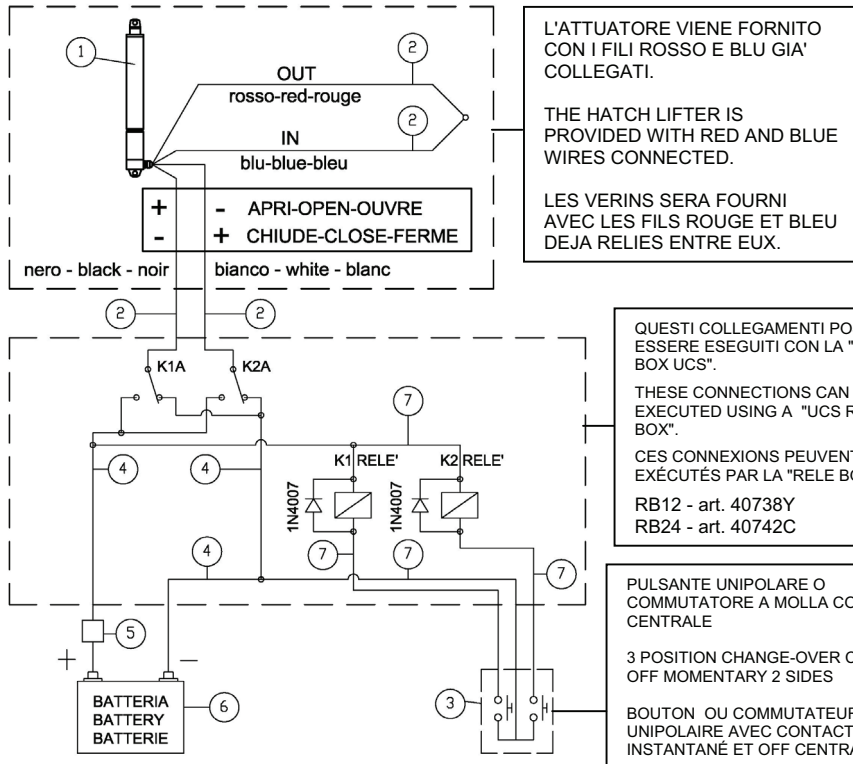 1
2
OUT
rosso-red-rouge
2
IN
blu-blue-bleu
+ - APRI-OPEN-OUVRE
- + CHIUDE-CLOSE-FERME
nero - black - noir
bianco - white - blanc
2
2
L'ATTUATORE VIENE FORNITO
CON I FILI ROSSO E BLU GIA'
COLLEGATI.
THE HATCH LIFTER IS
PROVIDED WITH RED AND BLUE
WIRES CONNECTED.
LES VERINS SERA FOURNI
AVEC LES FILS ROUGE ET BLEU
DEJA RELIES ENTRE EUX.
K1A
K2A
7
4
4
K1 RELE'
K2 RELE'
1N4007
1N4007
4
7
7
7
QUESTI COLLEGAMENTI PO
ESSERE ESEGUITI CON LA "
BOX UCS".
THESE CONNECTIONS CAN
EXECUTED USING A "UCS R
BOX".
CES CONNEXIONS PEUVENT
EXÉCUTÉS PAR LA "RELE BO
RB12 - art. 40738Y
RB24 - art. 40742C
5
+ -
BATTERIA
BATTERY
BATTERIE
6
3
PULSANTE UNIPOLARE O
COMMUTATORE A MOLLA CO
CENTRALE
3 POSITION CHANGE-OVER C
OFF MOMENTARY 2 SIDES
BOUTON OU COMMUTATEUR
UNIPOLAIRE AVEC CONTACT
INSTANTANÉ ET OFF CENTRA